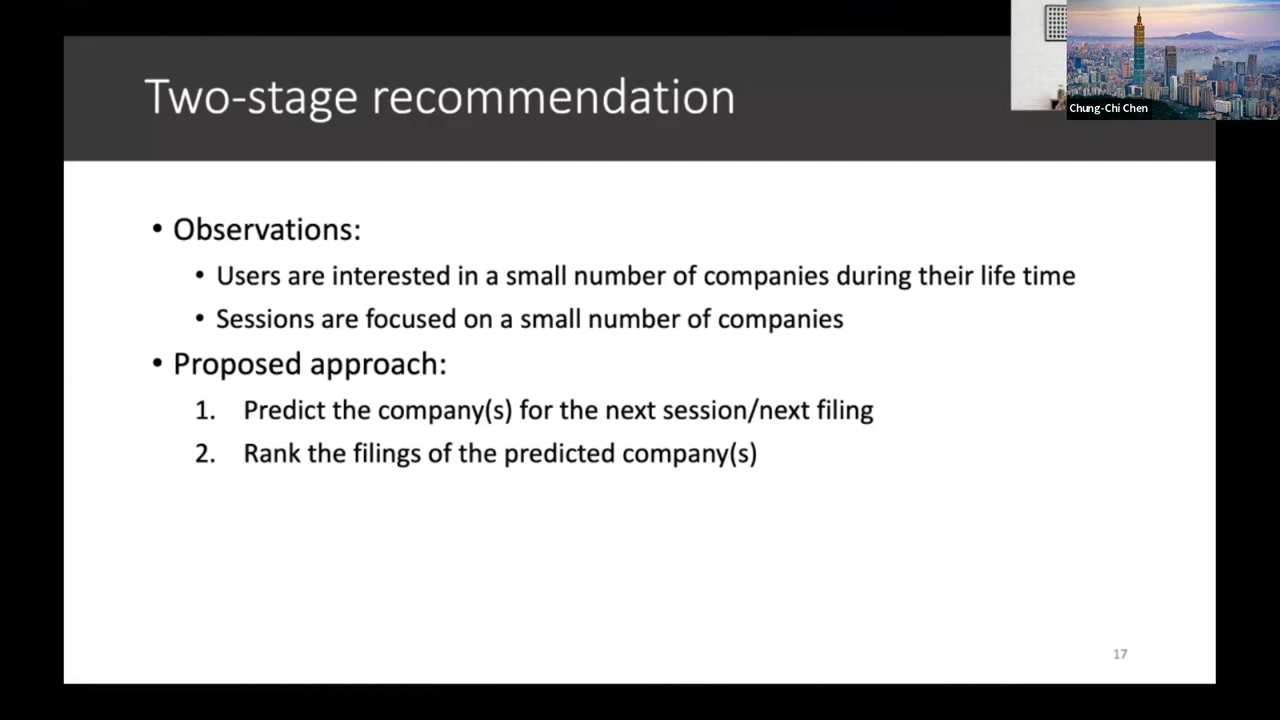 Two-stage recommendation
Chung-Chi Chen
• Observations:
• Users are interested in a small number of companies during their life time
• Sessions are focused on a small number of companies
• Proposed approach:
1. Predict the company(s) for the next session/next filing
2. Rank the filings of the predicted company(s)
17